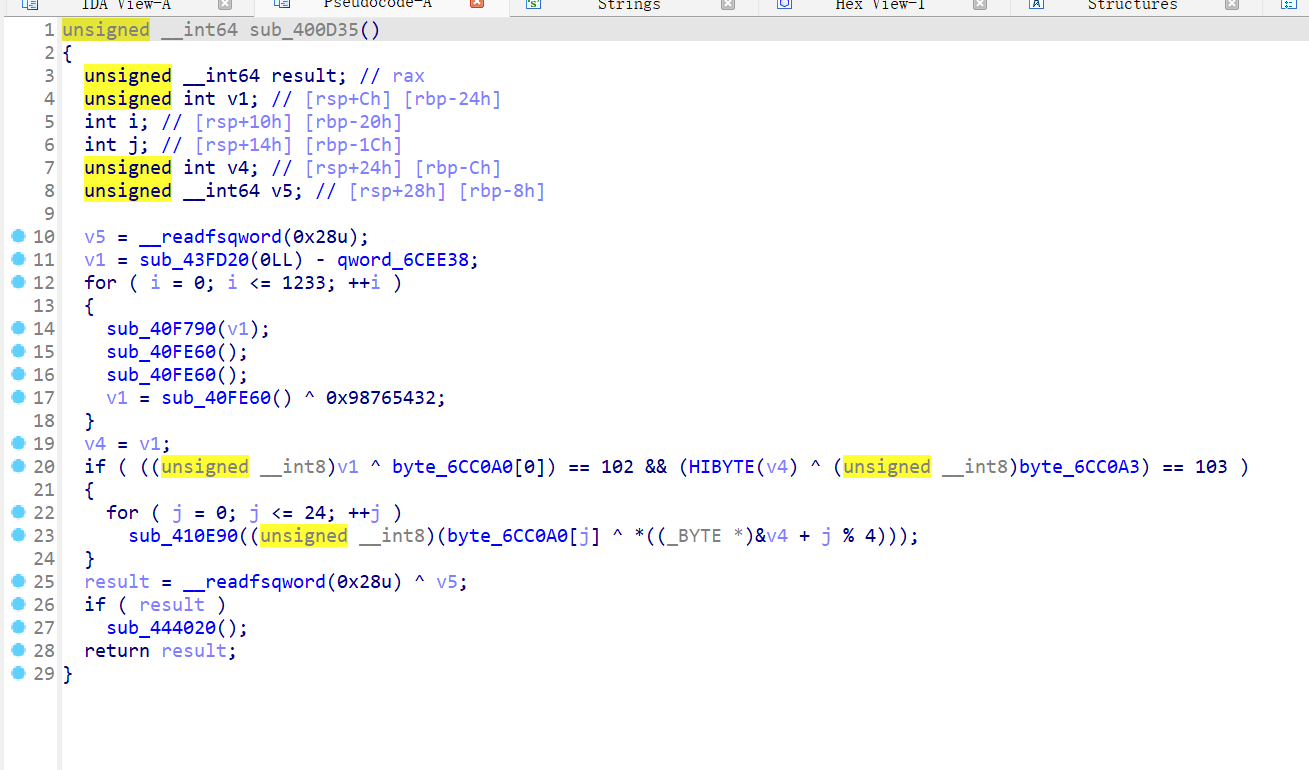 IDA View-A Pseudocode-A Strings Hex View-1 Structures
1 unsigned __int64 sub_400D35()
2 {
3 unsigned __int64 result; // rax
4 unsigned int v1; // [rsp+Ch] [rbp-24h]
5 int i; // [rsp+10h] [rbp-20h]
6 int j; // [rsp+14h] [rbp-1Ch]
7 unsigned int v4; // [rsp+24h] [rbp-Ch]
8 unsigned __int64 v5; // [rsp+28h] [rbp-8h]
9
10 v5 = __readfsqword(0x28u);
11 v1 = sub_43FD20(0LL) - qword_6CEE38;
12 for ( i = 0; i <= 1233; ++i )
13 {
14 sub_40F790(v1);
15 sub_40FE60();
16 sub_40FE60();
17 v1 = sub_40FE60() ^ 0x98765432;
18 }
19 v4 = v1;
20 if ( ((unsigned __int8)v1 ^ byte_6CC0A0[0]) == 102 && (HIBYTE(v4) ^ (unsigned __int8)byte_6CC0A3) == 103 )
21 {
22 for ( j = 0; j <= 24; ++j )
23 sub_410E90((unsigned __int8)(byte_6CC0A0[j] ^ *((_BYTE *)&v4 + j % 4)));
24 }
25 result = __readfsqword(0x28u) ^ v5;
26 if ( result )
27 sub_444020();
28 return result;
29 }